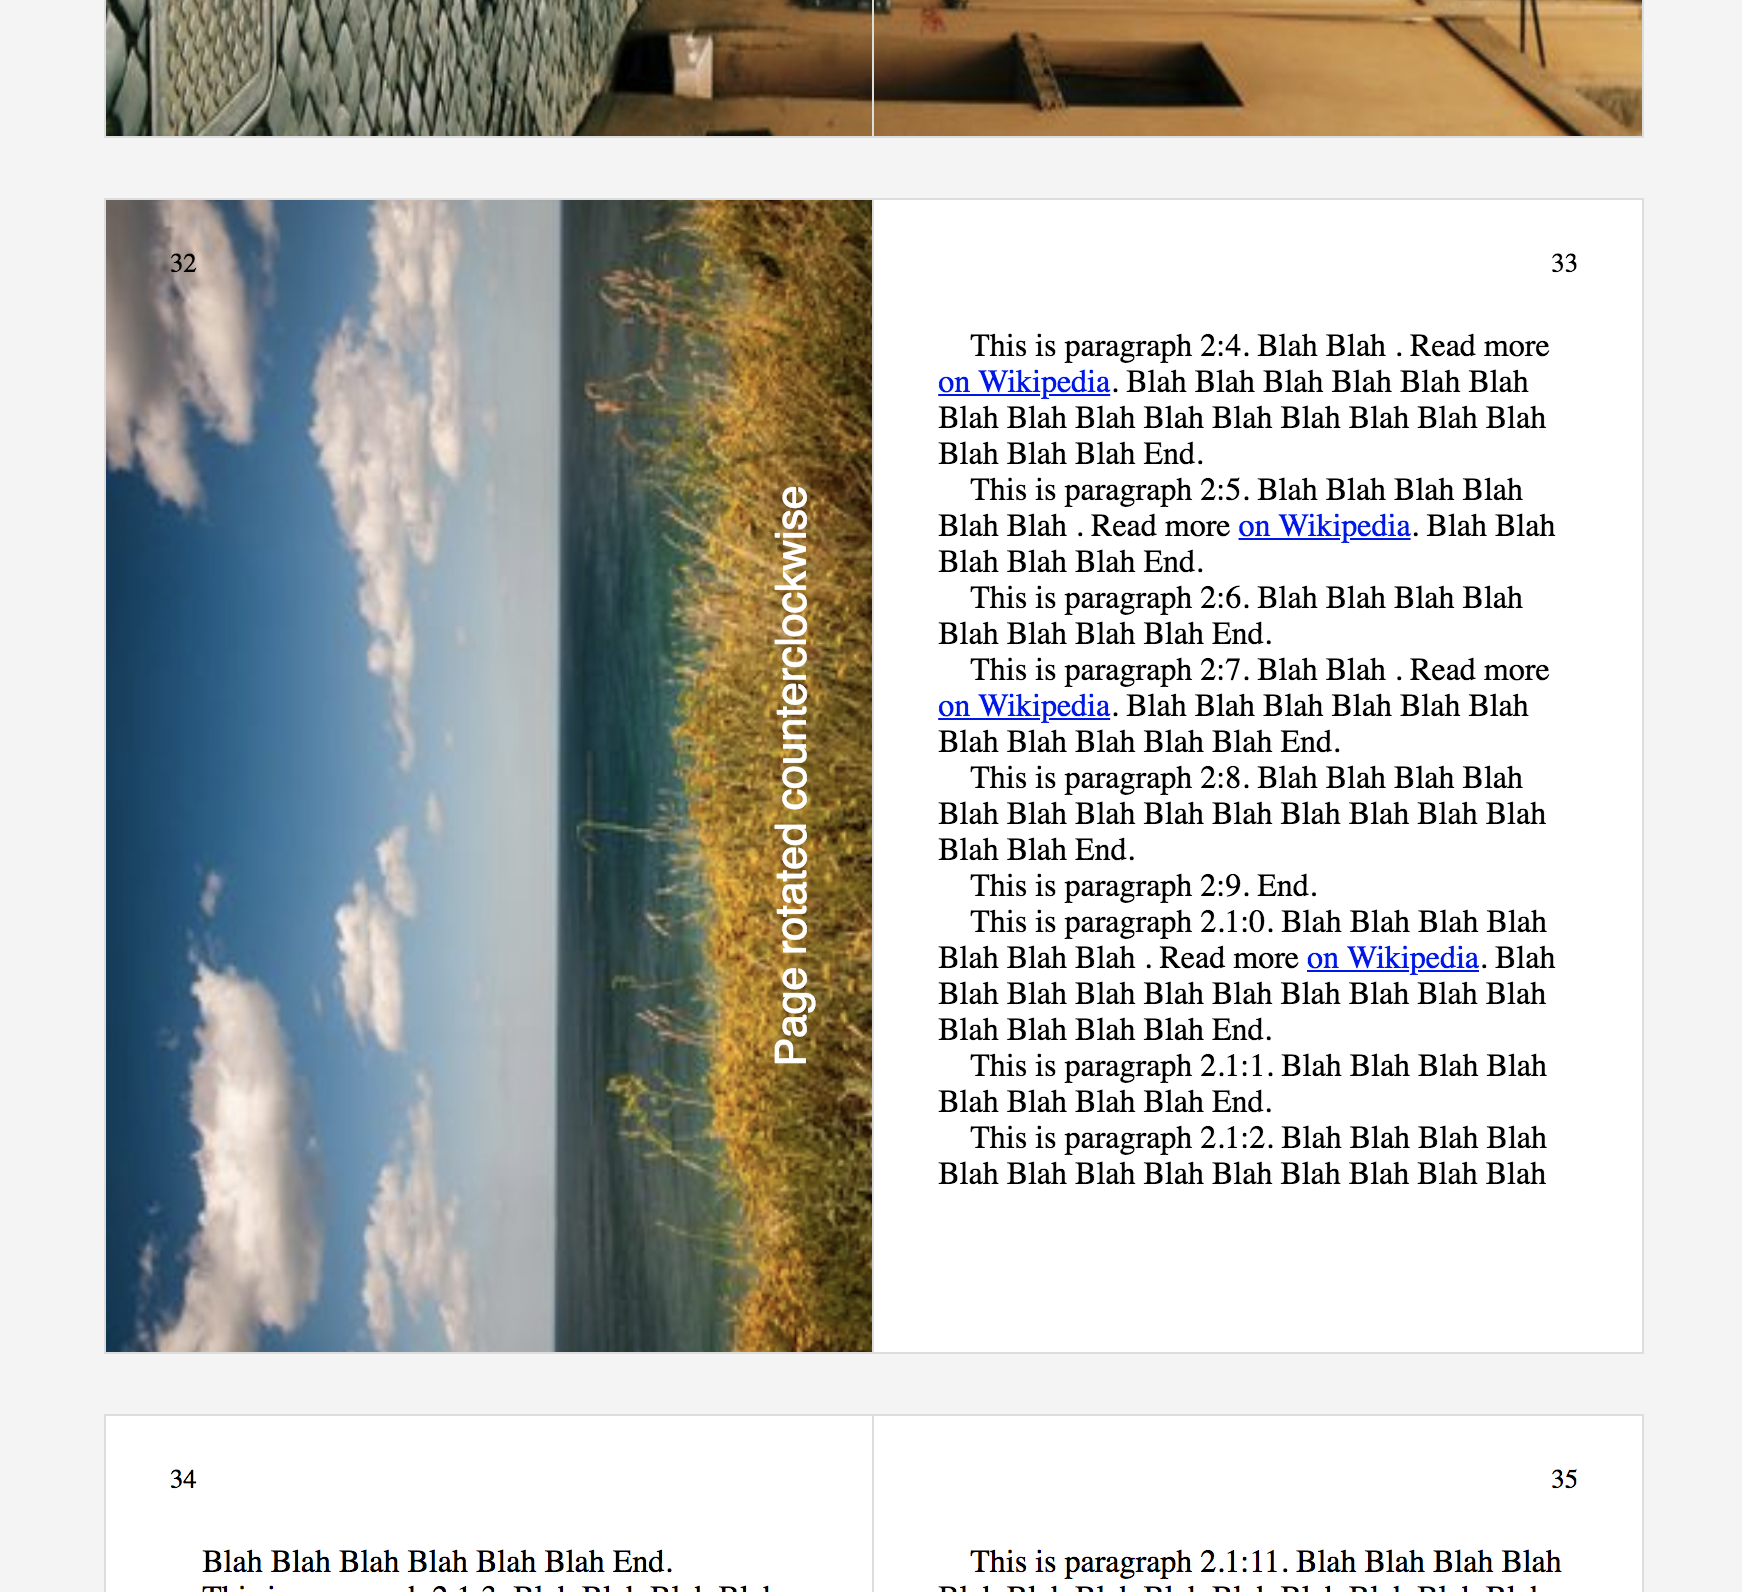 32
Page rotated counterclockwise
33
This is paragraph 2:4. Blah Blah . Read more
on Wikipedia. Blah Blah Blah Blah Blah Blah
Blah Blah Blah Blah Blah Blah Blah Blah Blah
Blah Blah Blah End.
This is paragraph 2:5. Blah Blah Blah Blah
Blah Blah . Read more on Wikipedia. Blah Blah
Blah Blah Blah End.
This is paragraph 2:6. Blah Blah Blah Blah
Blah Blah Blah Blah End.
This is paragraph 2:7. Blah Blah . Read more
on Wikipedia. Blah Blah Blah Blah Blah Blah
Blah Blah Blah Blah Blah End.
This is paragraph 2:8. Blah Blah Blah Blah
Blah Blah Blah Blah Blah Blah Blah Blah Blah
Blah Blah End.
This is paragraph 2:9. End.
This is paragraph 2.1:0. Blah Blah Blah Blah
Blah Blah Blah . Read more on Wikipedia. Blah
Blah Blah Blah Blah Blah Blah Blah Blah Blah
Blah Blah Blah Blah End.
This is paragraph 2.1:1. Blah Blah Blah Blah
Blah Blah Blah Blah End.
This is paragraph 2.1:2. Blah Blah Blah Blah
Blah Blah Blah Blah Blah Blah Blah Blah Blah
34
Blah Blah Blah Blah Blah Blah End.
35
This is paragraph 2.1:11. Blah Blah Blah Blah